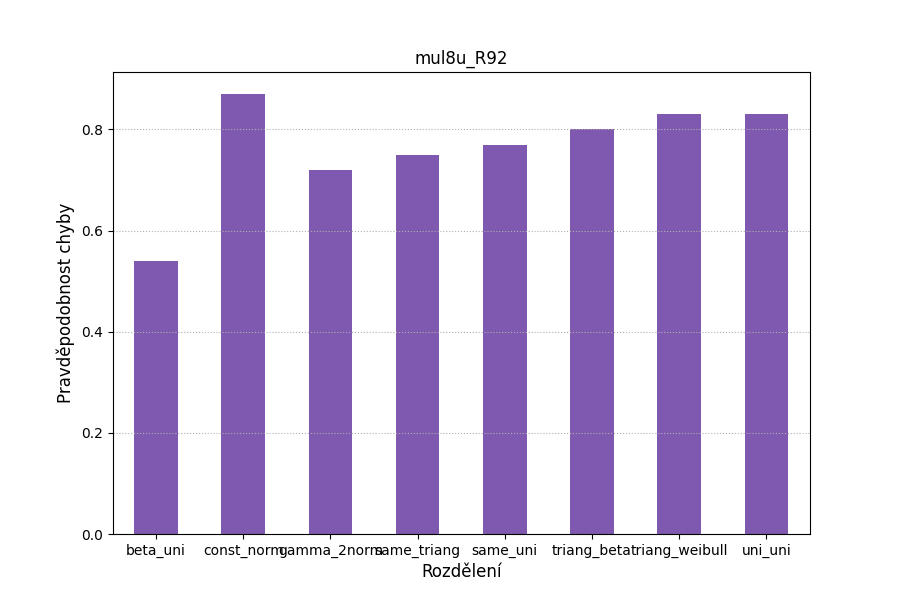 mul8u_R92
Pravděpodobnost chyby
0.8
0.6
0.4
0.2
0.0
beta_uni const_norm gamma_2norm same_triang same_uni triang_beta triang_weibull uni_uni
Rozdělení